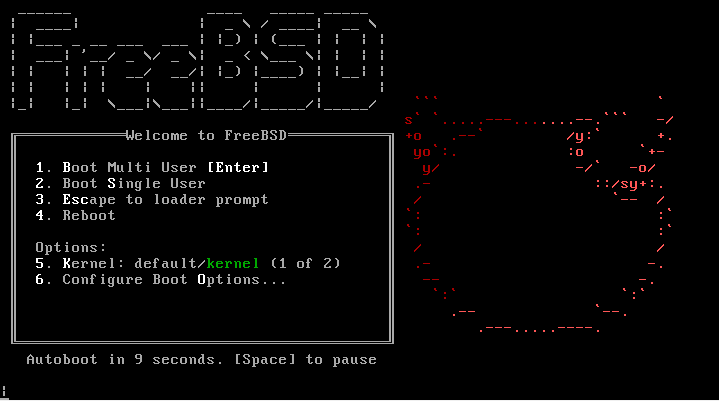 FreeBSD
Welcome to FreeBSD
1. Boot Multi User [Enter]
2. Boot Single User
3. Escape to loader prompt
4. Reboot
Options:
5. Kernel: default/kernel (1 of 2)
6. Configure Boot Options...
Autoboot in 9 seconds. [Space] to pause